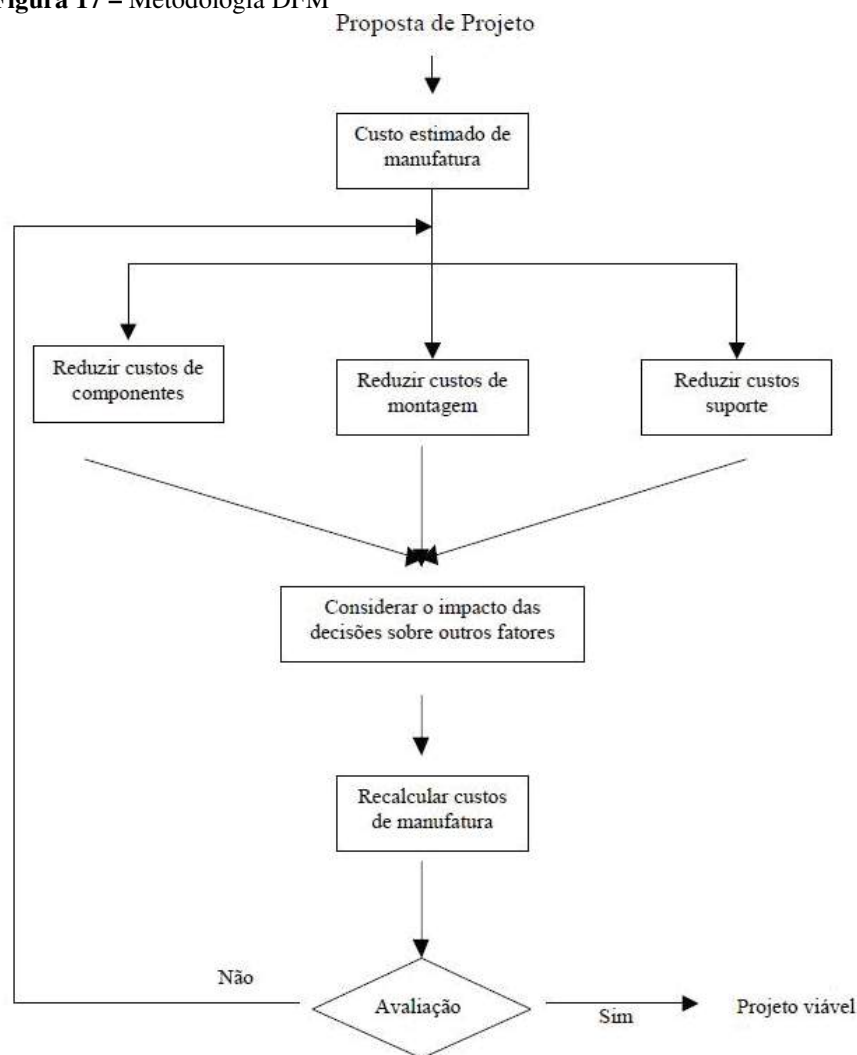 Figura 17 – Metodologia DFM
Proposta de Projeto
Custo estimado de
manufatura
Reduzir custos de
componentes
Reduzir custos de
montagem
Reduzir custos
suporte
Considerar o impacto das
decisões sobre outros fatores
Recalcular custos
de manufatura
Não
Avaliação
Sim
Projeto viável